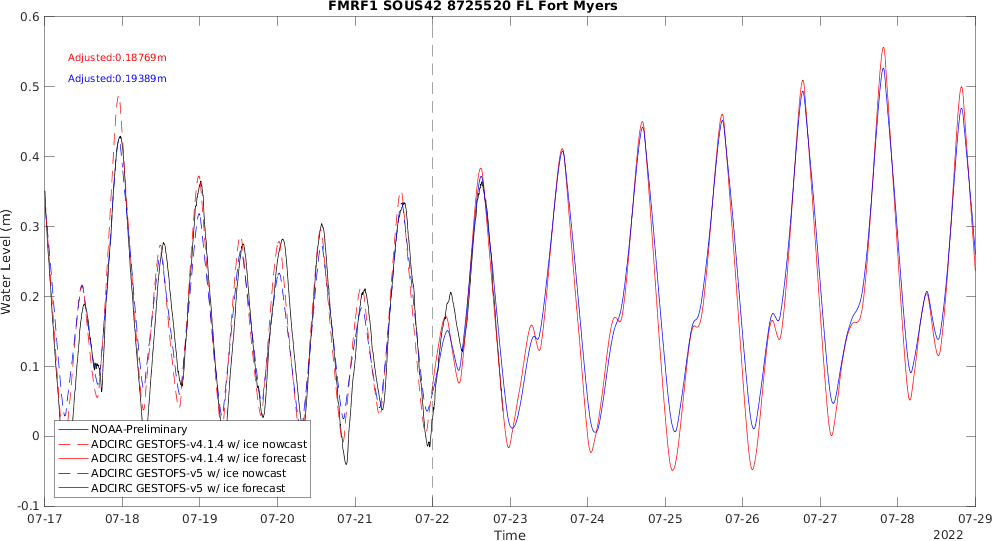 FMRF1 SOUS42 8725520 FL Fort Myers
0.6
0.5
0.4
0.3
0.2
0.1
0
-0.1
Water Level (m)
Adjusted:0.18769m
Adjusted:0.19389m
NOAA-Preliminary
ADCIRC GESTOFS-v4.1.4 w/ ice nowcast
ADCIRC GESTOFS-v4.1.4 w/ ice forecast
ADCIRC GESTOFS-v5 w/ ice nowcast
ADCIRC GESTOFS-v5 w/ ice forecast
07-17 07-18 07-19 07-20 07-21 07-22 07-23 07-24 07-25 07-26 07-27 07-28 07-29
Time
2022